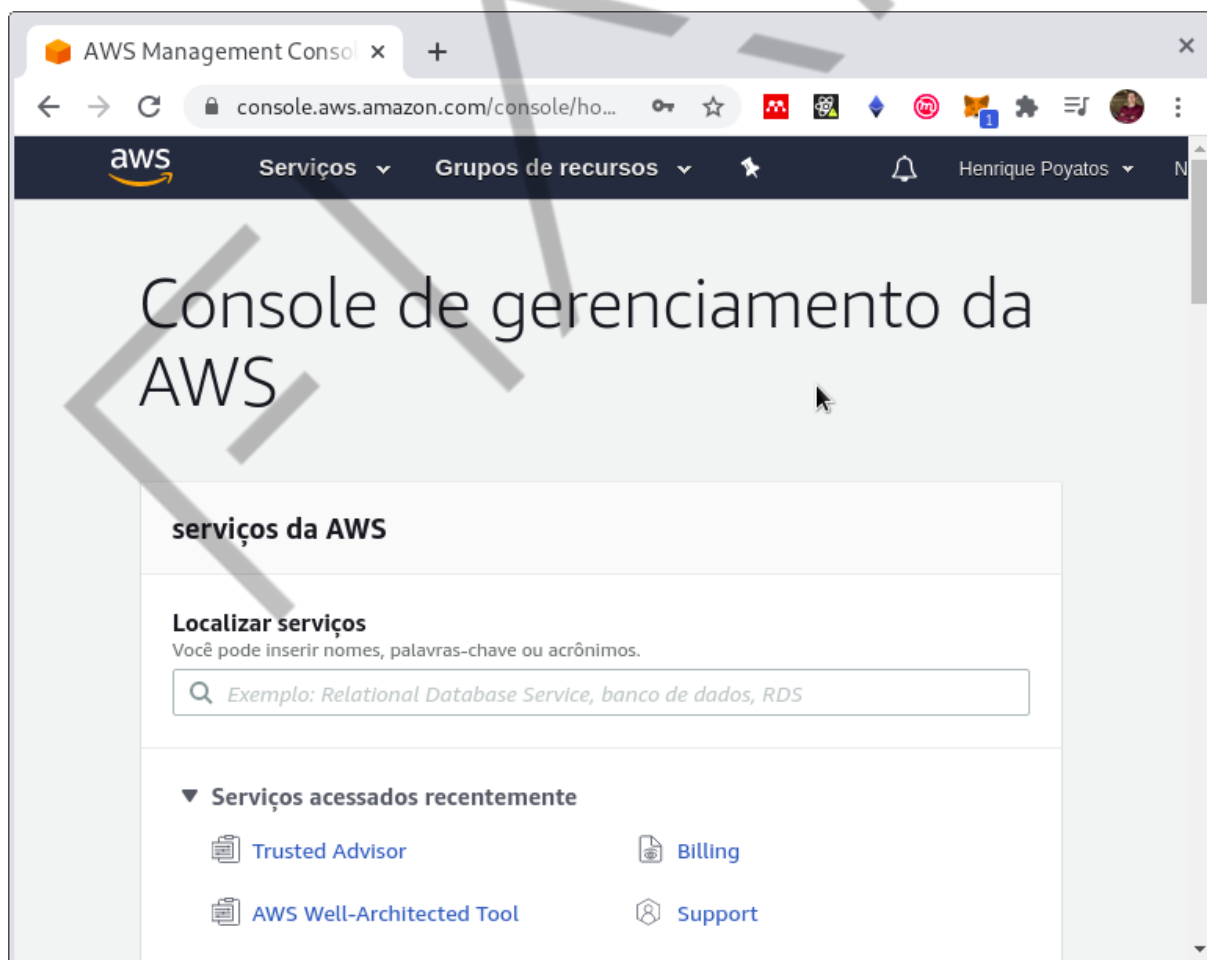 AWS Management Consol
console.aws.amazon.com/console/ho...
1
aws
Serviços
Grupos de recursos
Henrique Poyatos
N
Console de gerenciamento da
AWS
serviços da AWS
Localizar serviços
Você pode inserir nomes, palavras-chave ou acrônimos.
Exemplo: Relational Database Service, banco de dados, RDS
Serviços acessados recentemente
Trusted Advisor
Billing
AWS Well-Architected Tool
Support